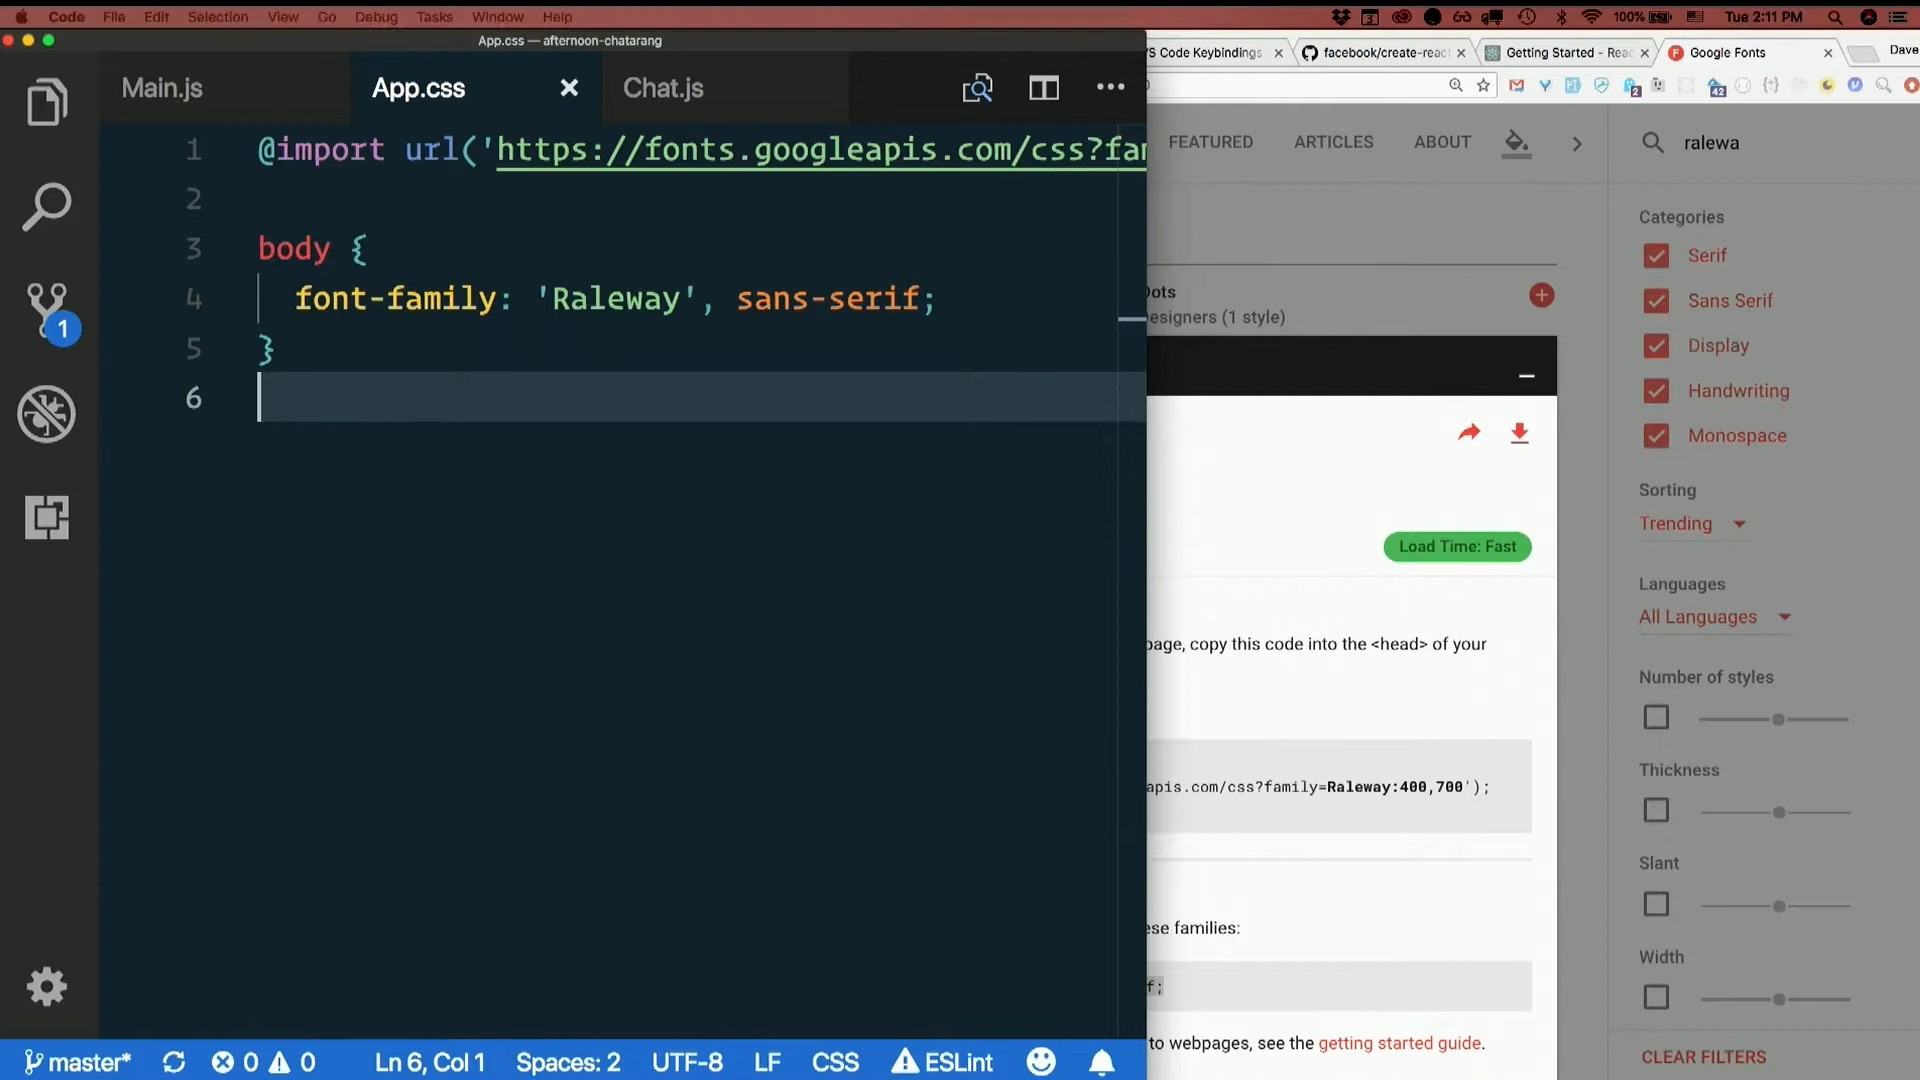 Code File Edit Selection View Go Debug Tasks Window Help 100% Tue 2:11 PM
App.css — afternoon-chatarang
Main.js App.css Chat.js
1 @import url('https://fonts.googleapis.com/css?fam
2
3 body {
4 font-family: 'Raleway', sans-serif;
5 }
6
1
master* 0 0 Ln 6, Col 1 Spaces: 2 UTF-8 LF CSS ESLint
S Code Keybindings facebook/create-reac Getting Started - Reac Google Fonts Dave
2 42
FEATURED ARTICLES ABOUT ralewa
Dots
esigners (1 style)
Load Time: Fast
page, copy this code into the <head> of your
apis.com/css?family=Raleway:400,700');
ese families:
f;
to webpages, see the getting started guide.
Categories
Serif
Sans Serif
Display
Handwriting
Monospace
Sorting
Trending
Languages
All Languages
Number of styles
Thickness
Slant
Width
CLEAR FILTERS